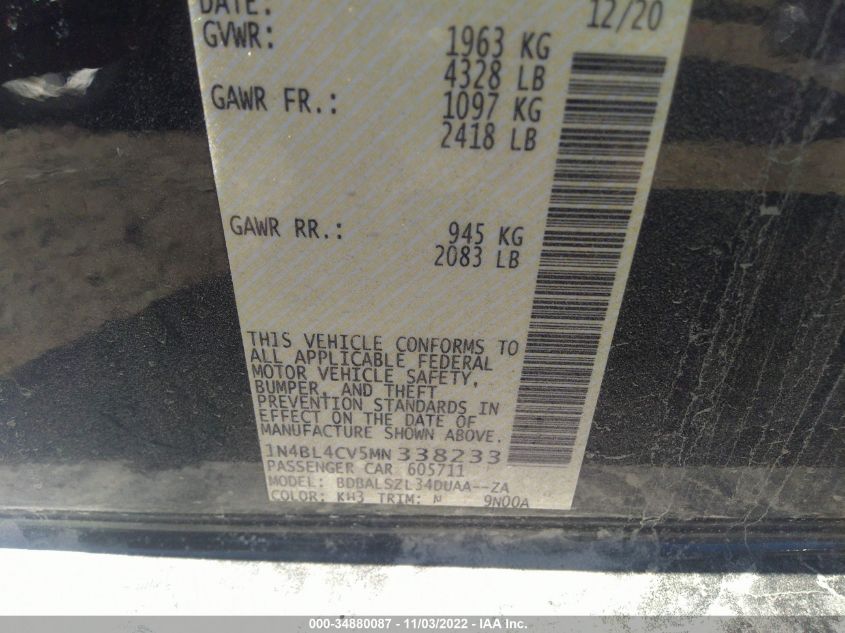 DATE: 12/20
GVWR: 1963 KG
4328 LB
GAWR FR.: 1097 KG
2418 LB
GAWR RR.: 945 KG
2083 LB
THIS VEHICLE CONFORMS TO
ALL APPLICABLE FEDERAL
MOTOR VEHICLE SAFETY,
BUMPER, AND THEFT
PREVENTION STANDARDS IN
EFFECT ON THE DATE OF
MANUFACTURE SHOWN ABOVE.
1N4BL4CV5MN338233
PASSENGER CAR 605711
MODEL: BDBALSZL34DUAA--ZA
COLOR: KH3 TRIM: N 9N00A
000-34880087 - 11/03/2022 - IAA Inc.